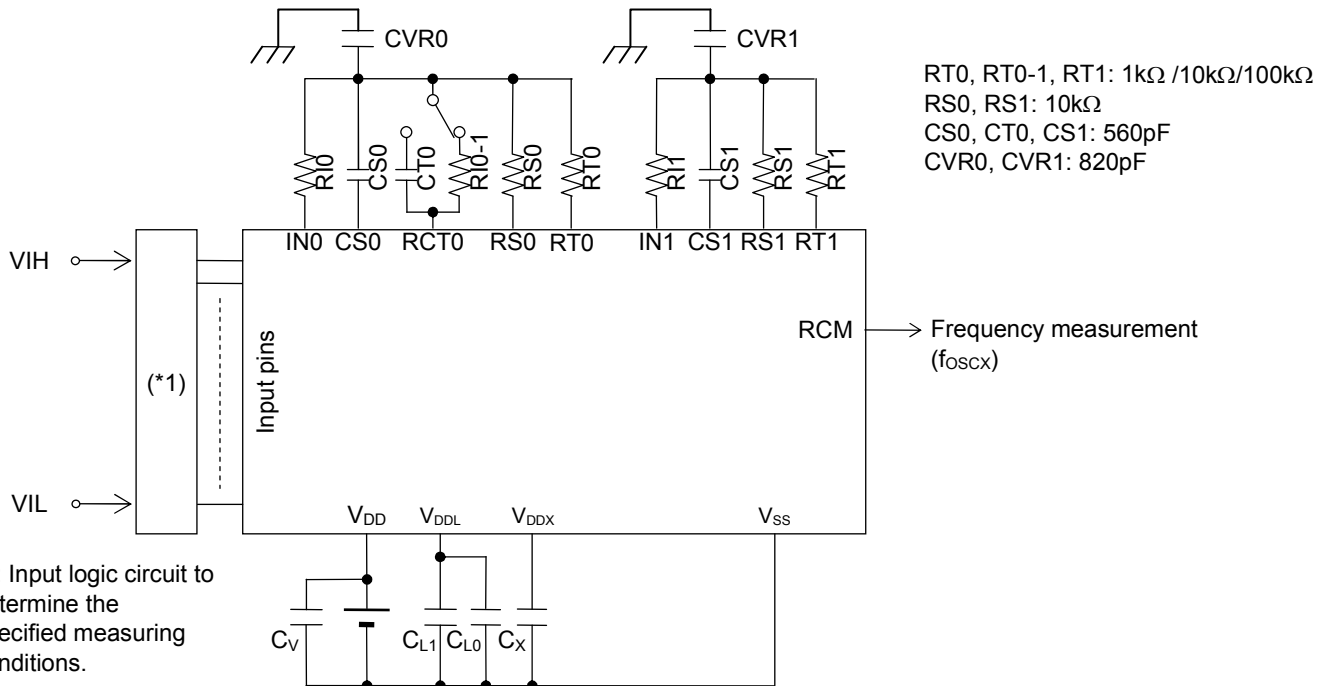 CVR0
CVR1
RT0, RT0-1, RT1: 1kΩ /10kΩ/100kΩ
RS0, RS1: 10kΩ
CS0, CT0, CS1: 560pF
CVR0, CVR1: 820pF
RI0
CS0
CT0
RI0-1
RS0
RT0
RI1
CS1
RS1
RT1
IN0 CS0 RCT0 RS0 RT0 IN1 CS1 RS1 RT1
VIH
(*1)
Input pins
RCM
Frequency measurement
(fOSCX)
VIL
VDD VDDL VDDX VSS
Input logic circuit to
termine the
ecified measuring
nditions.
CV CL1 CL0 CX